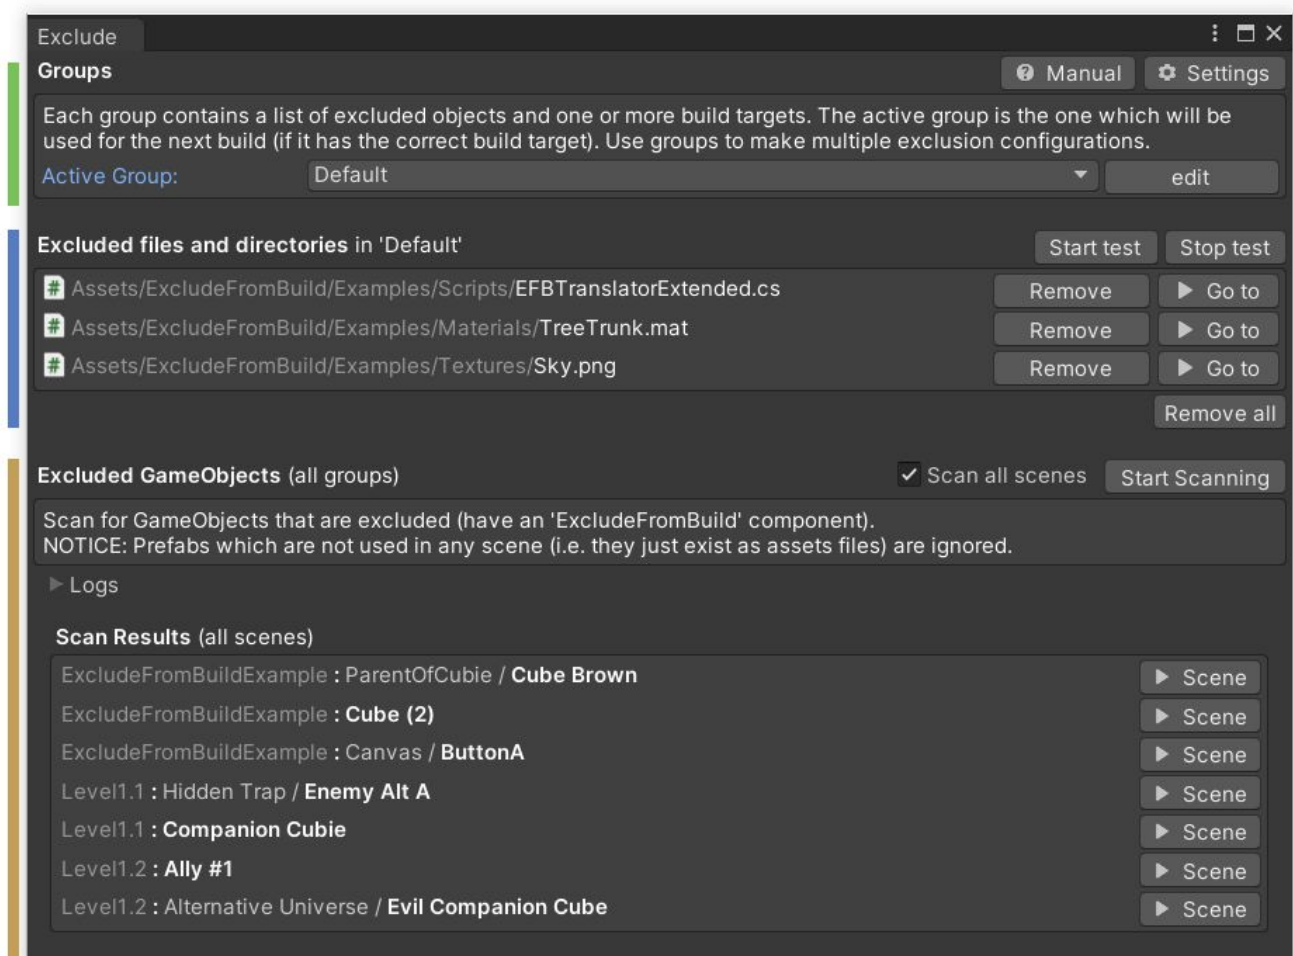 Exclude
Groups
Manual
Settings
Each group contains a list of excluded objects and one or more build targets. The active group is the one which will be
used for the next build (if it has the correct build target). Use groups to make multiple exclusion configurations.
Active Group:
Default
edit
Excluded files and directories in 'Default'
Start test
Stop test
# Assets/ExcludeFromBuild/Examples/Scripts/EFBTranslatorExtended.cs
Remove
Go to
# Assets/ExcludeFromBuild/Examples/Materials/TreeTrunk.mat
Remove
Go to
# Assets/ExcludeFromBuild/Examples/Textures/Sky.png
Remove
Go to
Remove all
Excluded GameObjects (all groups)
Scan all scenes
Start Scanning
Scan for GameObjects that are excluded (have an 'ExcludeFromBuild' component).
NOTICE: Prefabs which are not used in any scene (i.e. they just exist as assets files) are ignored.
Logs
Scan Results (all scenes)
ExcludeFromBuildExample : ParentOfCubie / Cube Brown
Scene
ExcludeFromBuildExample : Cube (2)
Scene
ExcludeFromBuildExample : Canvas / ButtonA
Scene
Level1.1 : Hidden Trap / Enemy Alt A
Scene
Level1.1 : Companion Cubie
Scene
Level1.2 : Ally #1
Scene
Level1.2 : Alternative Universe / Evil Companion Cube
Scene